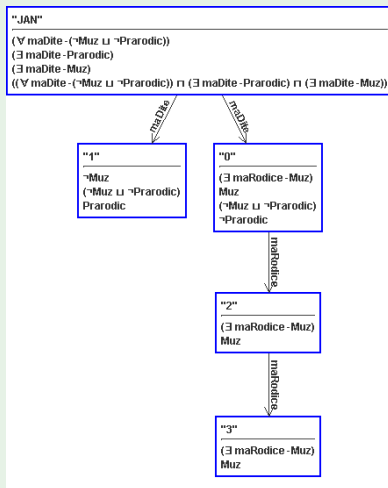 "JAN"
(∀ maDite-(¬Muz ⊔ ¬Prarodic))
(∃ maDite-Prarodic)
(∃ maDite-Muz)
((∀ maDite-(¬Muz ⊔ ¬Prarodic)) ⊓ (∃ maDite-Prarodic) ⊓ (∃ maDite-Muz))
maDite
maDite
"1"
¬Muz
(¬Muz ⊔ ¬Prarodic)
Prarodic
"0"
(∃ maRodice-Muz)
Muz
(¬Muz ⊔ ¬Prarodic)
¬Prarodic
maRodice
"2"
(∃ maRodice-Muz)
Muz
maRodice
"3"
(∃ maRodice-Muz)
Muz